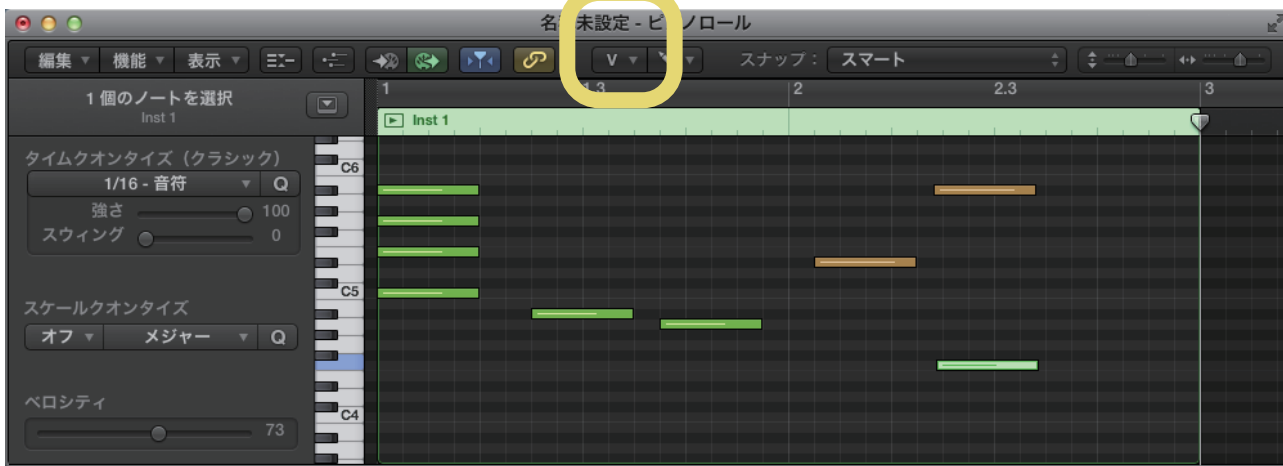 名称未設定 - ピアノロール
編集 機能 表示 V スナップ： スマート
1 個のノートを選択
Inst 1
1 1.3 2 2.3 3
Inst 1
タイムクオンタイズ（クラシック）
1/16 - 音符 Q
強さ 100
スウィング 0
スケールクオンタイズ
オフ メジャー Q
ベロシティ
73
C6
C5
C4